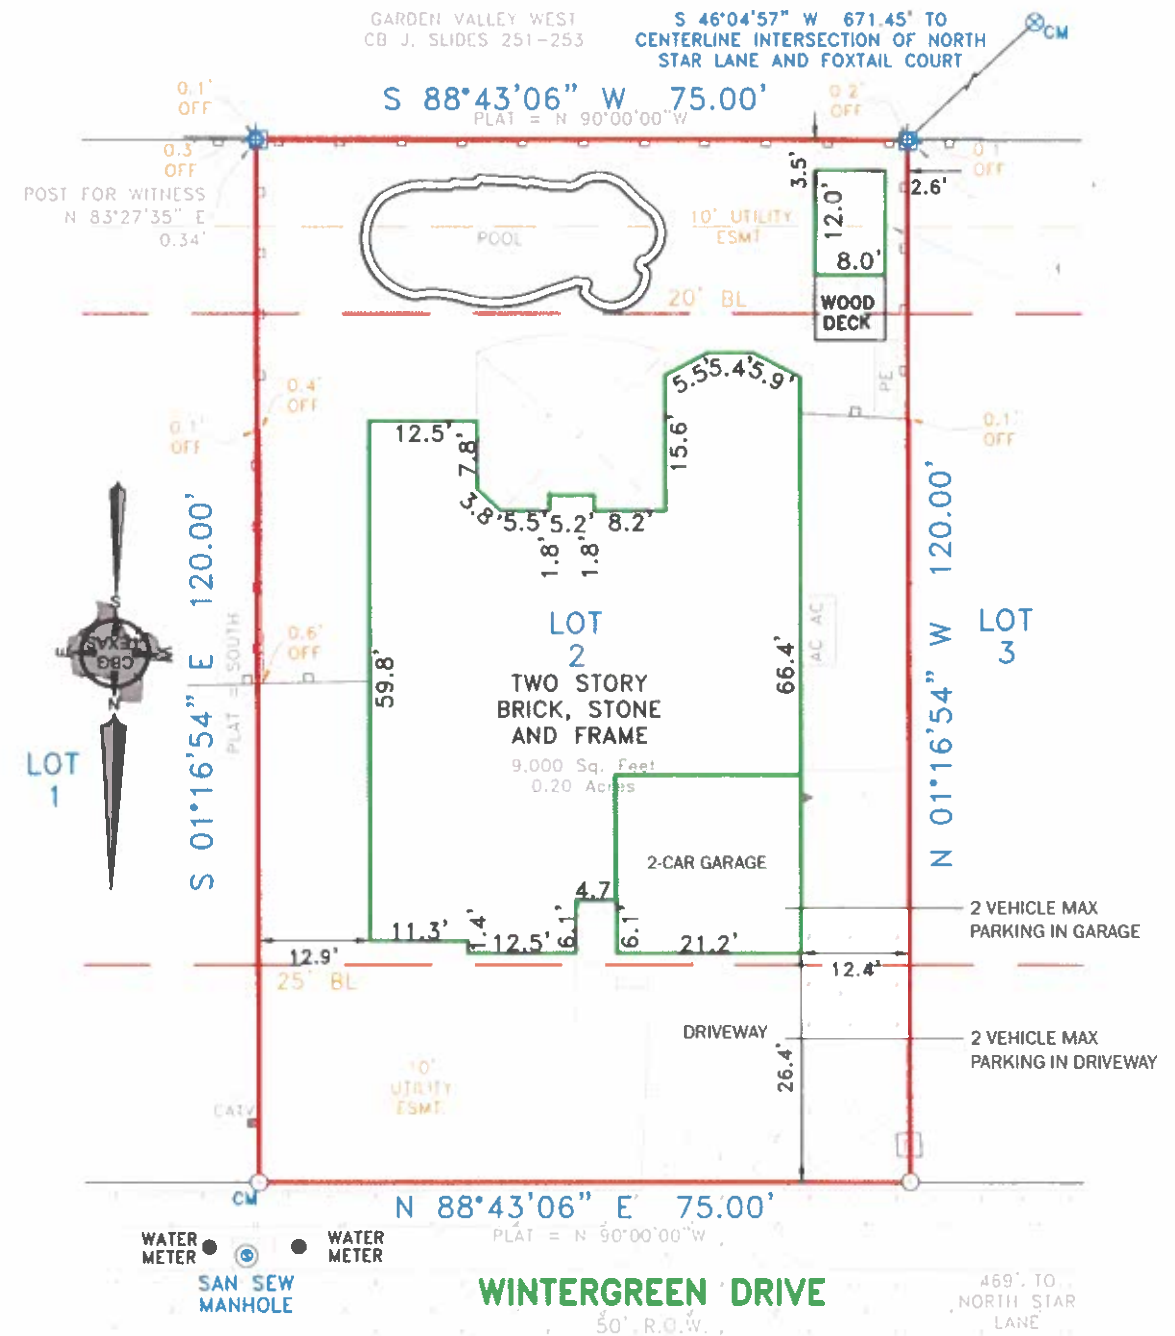 GARDEN VALLEY WEST
CB J, SLIDES 251-253
S 46°04'57" W 671.45' TO
CENTERLINE INTERSECTION OF NORTH
STAR LANE AND FOXTAIL COURT
CM
0.1'
OFF
S 88°43'06" W 75.00'
PLAT = N 90°00'00"W
0.2'
OFF
0.3'
OFF
0.1'
OFF
POST FOR WITNESS
N 83°27'35" E
0.34'
3.5'
2.6'
12.0'
8.0'
10' UTILITY
ESMT
POOL
20' BL
WOOD
DECK
5.5'
5.4'
5.9'
PE
0.4'
OFF
0.1'
OFF
0.1'
OFF
12.5'
7.8'
15.6'
3.8'
5.5'
5.2'
8.2'
1.8'
1.8'
S 01°16'54" E 120.00'
PLAT = SOUTH
N 01°16'54" W 120.00'
S
E
W
CBG
TEXAS
N
0.6'
OFF
LOT
2
TWO STORY
BRICK, STONE
AND FRAME
9,000 Sq. Feet
0.20 Acres
59.8'
66.4'
AC AC
LOT
3
LOT
1
2-CAR GARAGE
4.7
11.3'
1.4'
12.5'
6.1'
6.1'
21.2'
12.9'
12.4'
2 VEHICLE MAX
PARKING IN GARAGE
25' BL
DRIVEWAY
26.4'
2 VEHICLE MAX
PARKING IN DRIVEWAY
10'
UTILITY
ESMT
CATV
CM
N 88°43'06" E 75.00'
PLAT = N 90°00'00"W
WATER
METER
WATER
METER
SAN SEW
MANHOLE
WINTERGREEN DRIVE
50' R.O.W.
469' TO
NORTH STAR
LANE